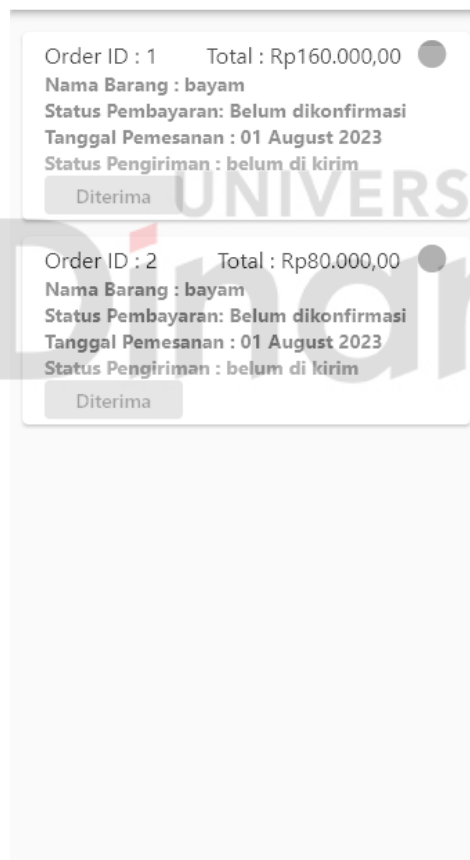 Order ID : 1 Total : Rp160.000,00
Nama Barang : bayam
Status Pembayaran: Belum dikonfirmasi
Tanggal Pemesanan : 01 August 2023
Status Pengiriman : belum di kirim
Diterima
UNIVERS
Dinar
Order ID : 2 Total : Rp80.000,00
Nama Barang : bayam
Status Pembayaran: Belum dikonfirmasi
Tanggal Pemesanan : 01 August 2023
Status Pengiriman : belum di kirim
Diterima